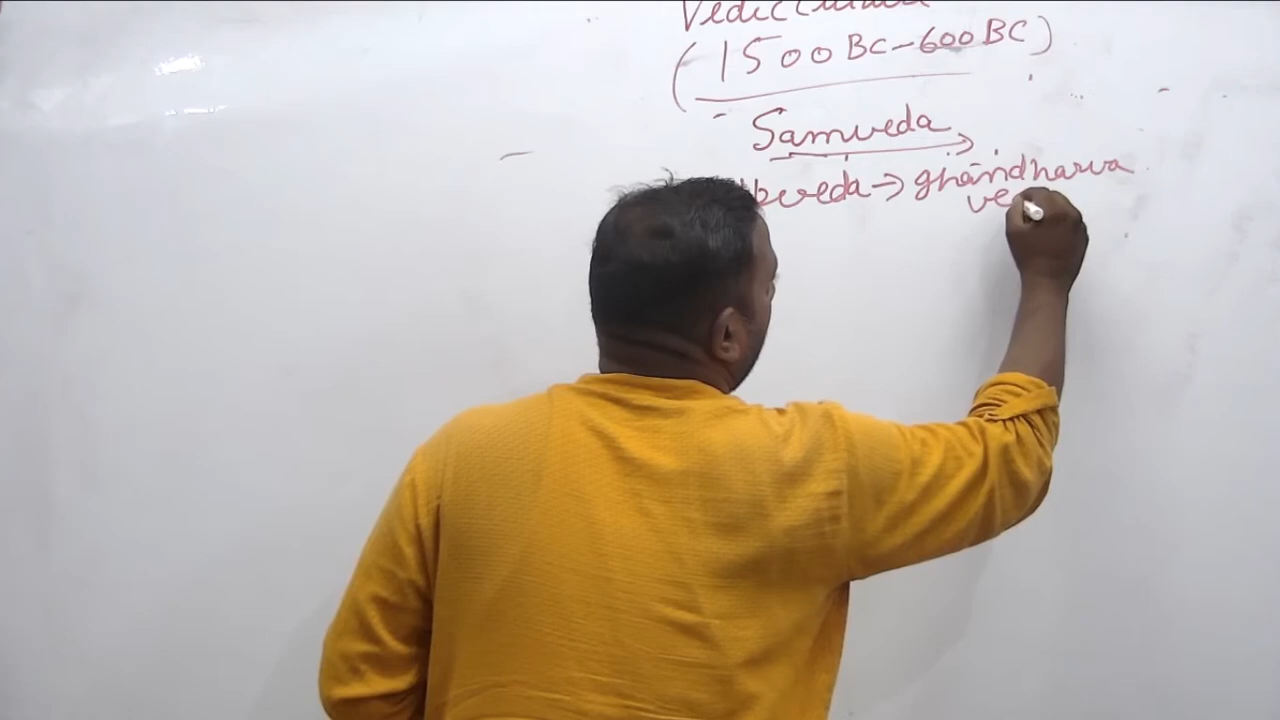 Vedic
(1500 BC-600 BC)
Samveda
veda → ghandharva
ve